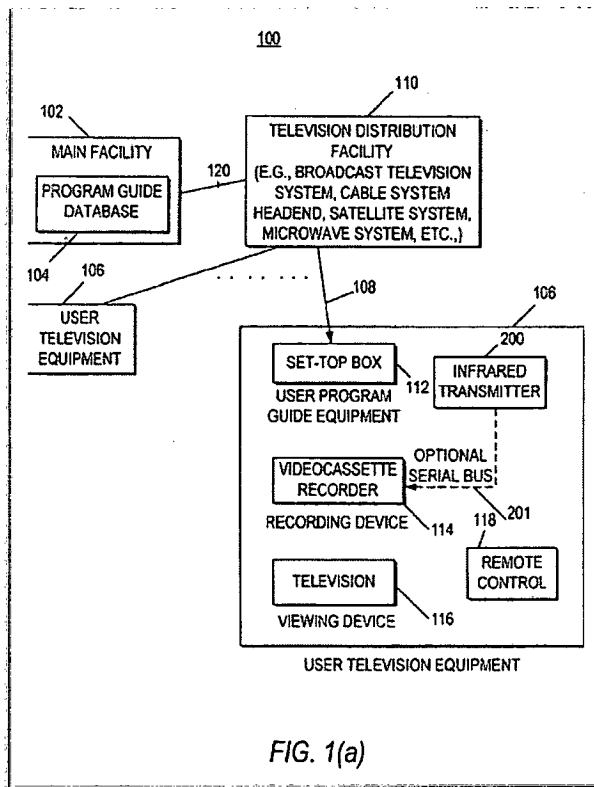 100
102
110
MAIN FACILITY
PROGRAM GUIDE
DATABASE
120
TELEVISION DISTRIBUTION
FACILITY
(E.G., BROADCAST TELEVISION
SYSTEM, CABLE SYSTEM
HEADEND, SATELLITE SYSTEM,
MICROWAVE SYSTEM, ETC.,)
104
106
108
USER
TELEVISION
EQUIPMENT
106
200
SET-TOP BOX
112
INFRARED
TRANSMITTER
USER PROGRAM
GUIDE EQUIPMENT
OPTIONAL
SERIAL BUS
VIDEOCASSETTE
RECORDER
RECORDING DEVICE
114
118
201
REMOTE
CONTROL
TELEVISION
116
VIEWING DEVICE
USER TELEVISION EQUIPMENT
FIG. 1(a)